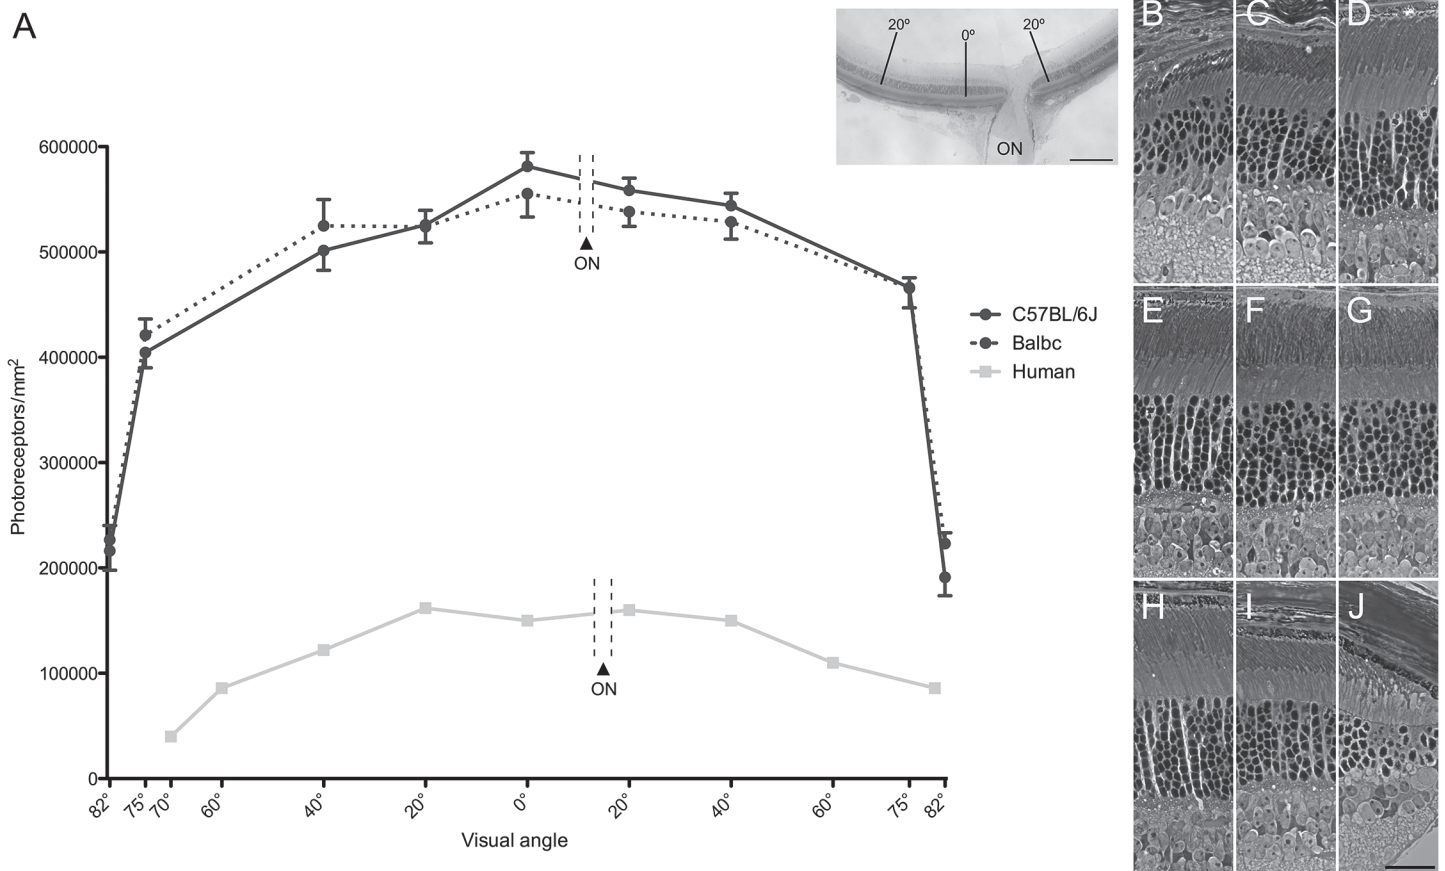 A
20°
0°
20°
ON
B
C
D
600000
500000
400000
300000
200000
100000
0
Photoreceptors/mm²
ON
ON
C57BL/6J
Balbc
Human
82°
75°
70°
60°
40°
20°
0°
20°
40°
60°
75°
82°
Visual angle
E
F
G
H
I
J